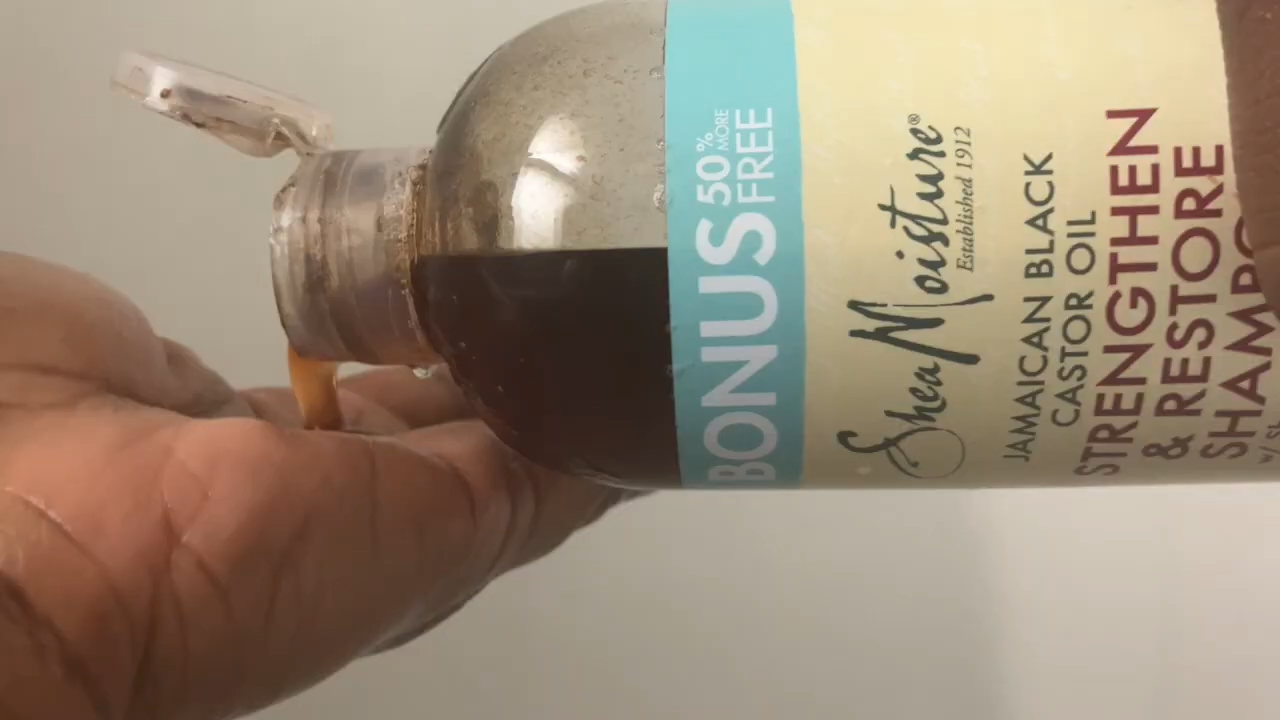 BONUS 50% MORE FREE
SheaMoisture®
Established 1912
JAMAICAN BLACK
CASTOR OIL
STRENGTHEN
& RESTORE